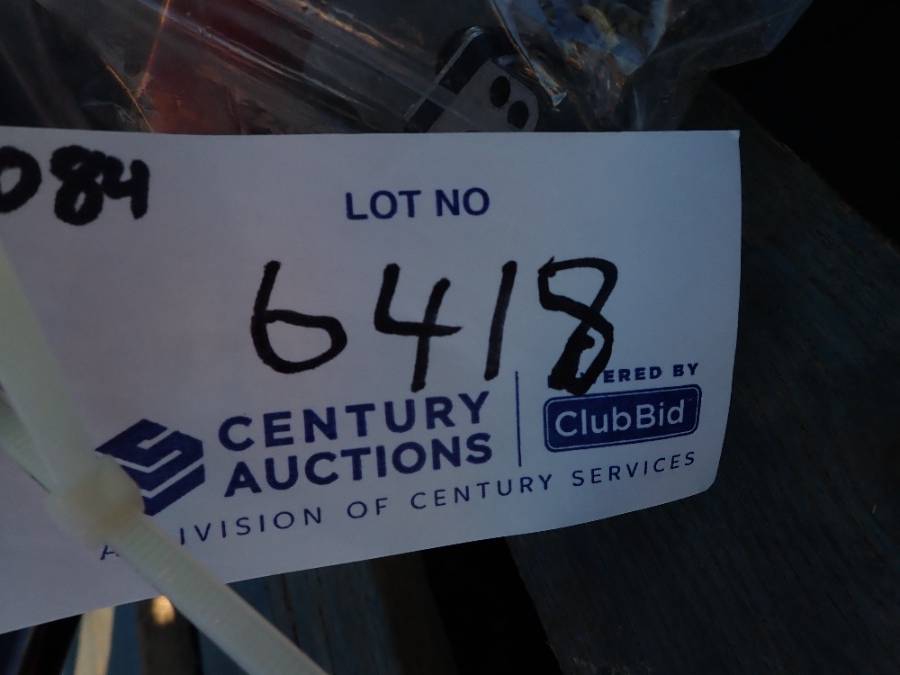 084
LOT NO
6418
CENTURY
AUCTIONS
ERED BY
ClubBid
A IVISION OF CENTURY SERVICES